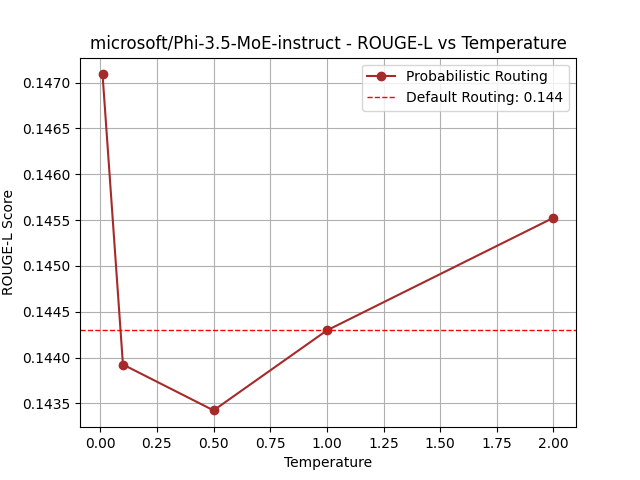 microsoft/Phi-3.5-MoE-instruct - ROUGE-L vs Temperature
Probabilistic Routing
Default Routing: 0.144
ROUGE-L Score
0.1470
0.1465
0.1460
0.1455
0.1450
0.1445
0.1440
0.1435
0.00 0.25 0.50 0.75 1.00 1.25 1.50 1.75 2.00
Temperature